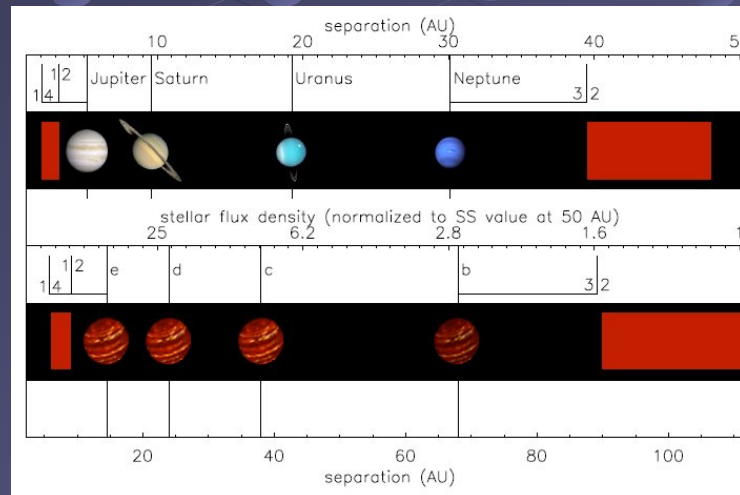 separation (AU)
10 20 30 40 5
1 2 Jupiter Saturn Uranus Neptune
1 4 3 2
stellar flux density (normalized to SS value at 50 AU)
25 6.2 2.8 1.6 1
1 2 e d c b
1 4 3 2
20 40 60 80 100
separation (AU)